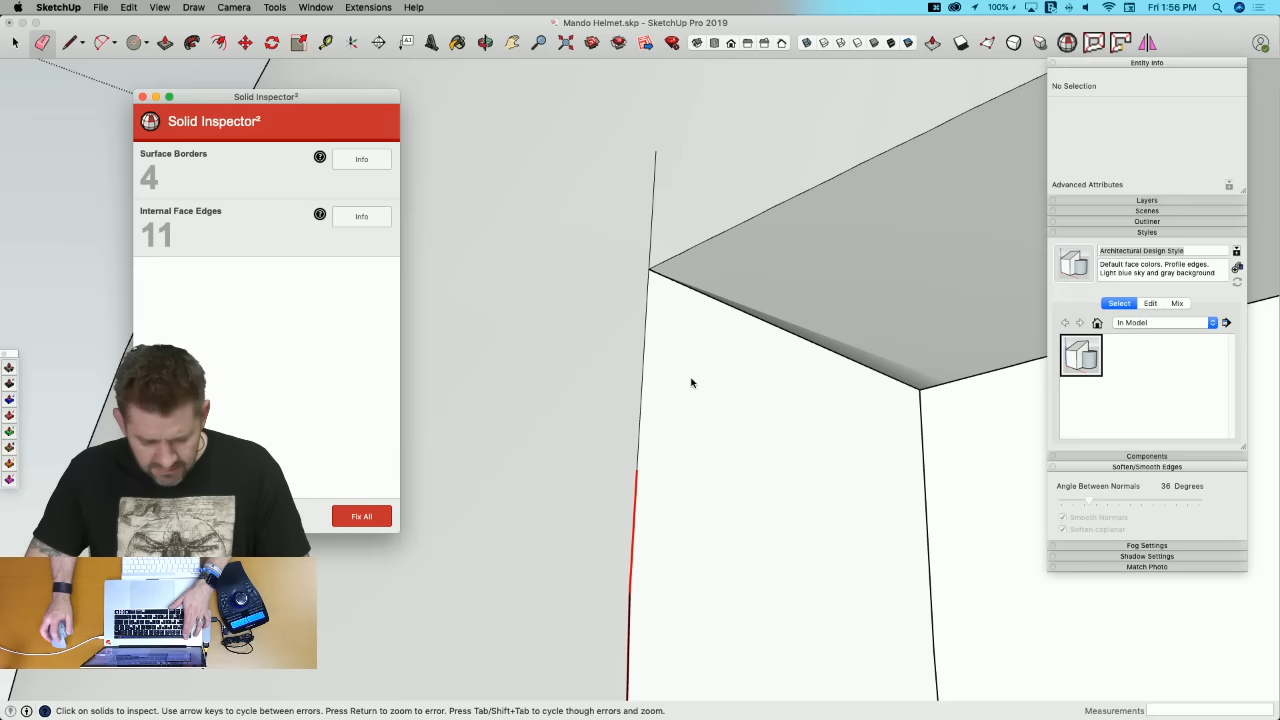 SketchUp File Edit View Draw Camera Tools Window Extensions Help 100% Fri 1:56 PM
Mando Helmet.skp - SketchUp Pro 2019
Entity Info
No Selection
Advanced Attributes
Layers
Scenes
Outliner
Styles
Architectural Design Style
Default face colors. Profile edges.
Light blue sky and gray background
Select Edit Mix
In Model
Components
Soften/Smooth Edges
Angle Between Normals 36 Degrees
Smooth Normals
Soften coplanar
Fog Settings
Shadow Settings
Match Photo
Solid Inspector²
Solid Inspector²
Surface Borders
4
Info
Internal Face Edges
11
Info
Fix All
Click on solids to inspect. Use arrow keys to cycle between errors. Press Return to zoom to error. Press Tab/Shift+Tab to cycle though errors and zoom.
Measurements